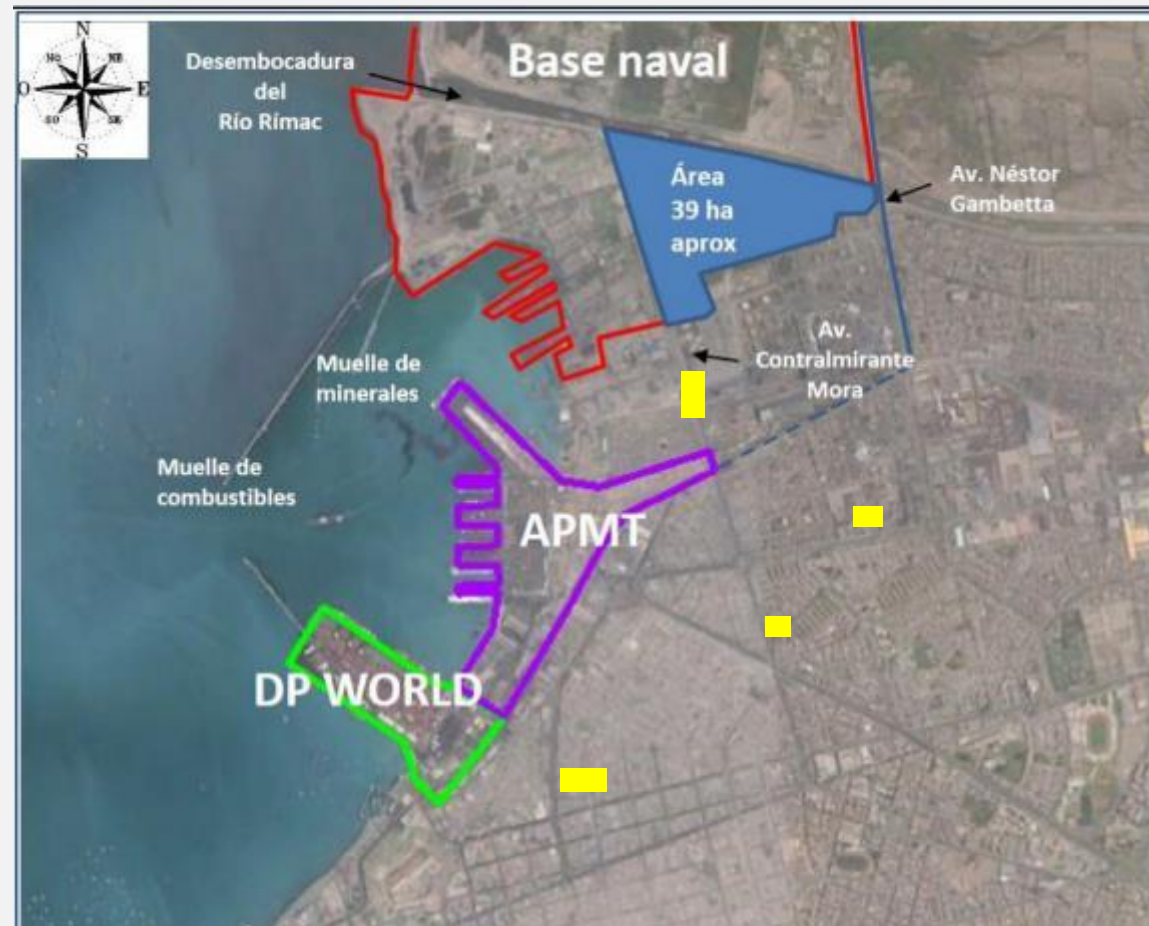 N
NO
NE
O
E
SO
SE
S
Desembocadura
del
Río Rímac
Base naval
Área
39 ha
aprox
Av. Néstor
Gambetta
Av.
Contralmirante
Mora
Muelle de
minerales
Muelle de
combustibles
APMT
DP WORLD